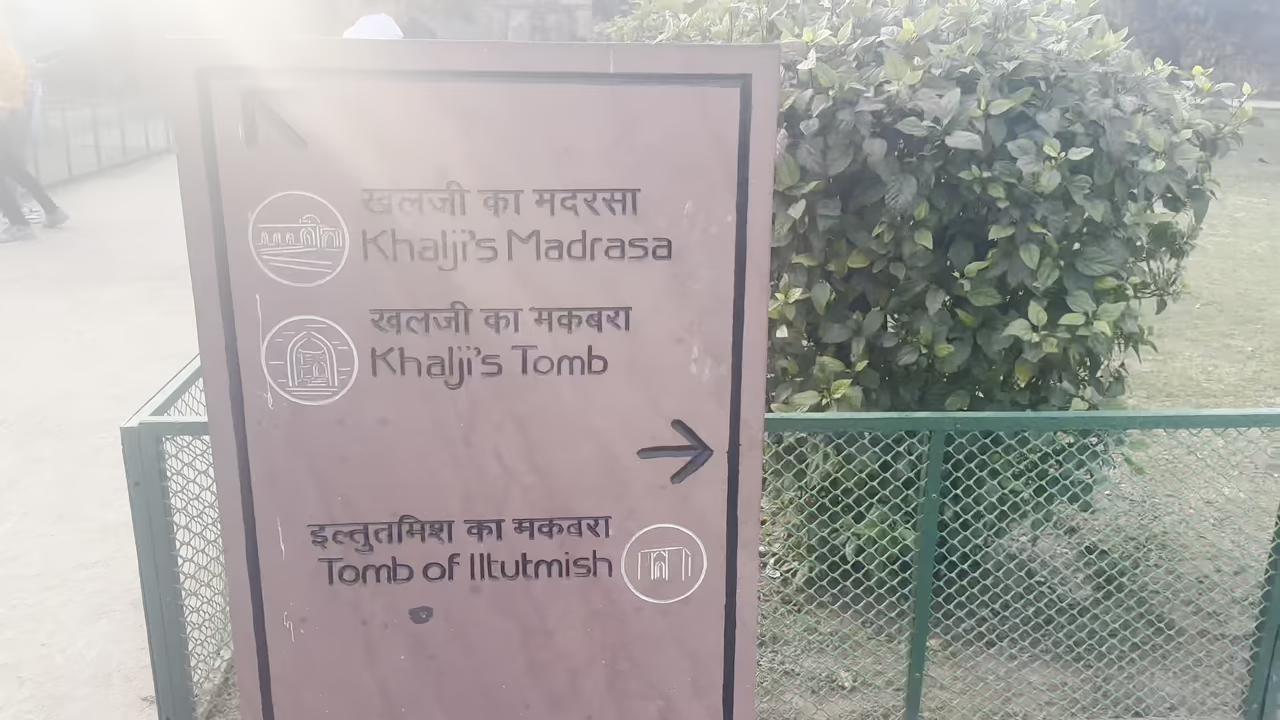 खलजी का मदरसा
Khalji's Madrasa
खलजी का मकबरा
Khalji's Tomb
इल्तुतमिश का मकबरा
Tomb of Iltutmish